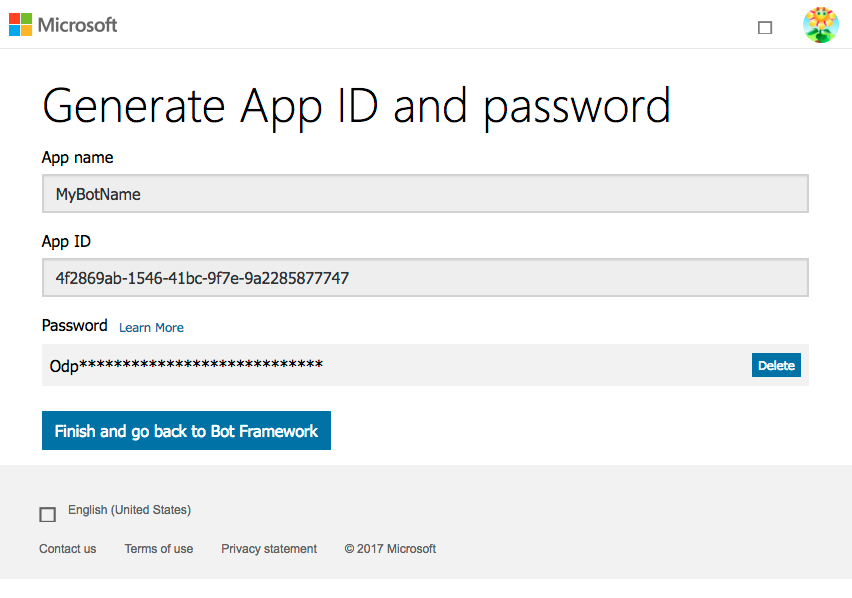 Microsoft
Generate App ID and password
App name
MyBotName
App ID
4f2869ab-1546-41bc-9f7e-9a2285877747
Password Learn More
Odp****************************
Delete
Finish and go back to Bot Framework
English (United States)
Contact us Terms of use Privacy statement © 2017 Microsoft